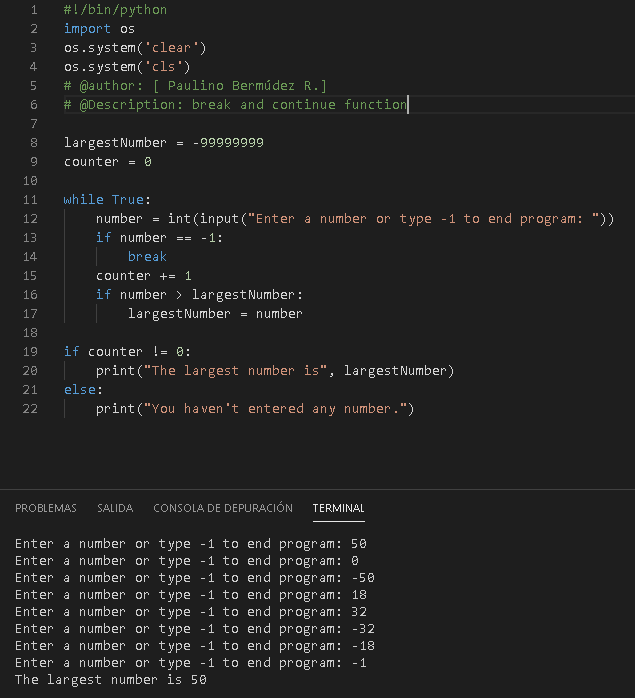 1 #!/bin/python
2 import os
3 os.system('clear')
4 os.system('cls')
5 # @author: [ Paulino Bermúdez R.]
6 # @Description: break and continue function
7
8 largestNumber = -99999999
9 counter = 0
10
11 while True:
12     number = int(input("Enter a number or type -1 to end program: "))
13     if number == -1:
14         break
15     counter += 1
16     if number > largestNumber:
17         largestNumber = number
18
19 if counter != 0:
20     print("The largest number is", largestNumber)
21 else:
22     print("You haven't entered any number.")
PROBLEMAS SALIDA CONSOLA DE DEPURACIÓN TERMINAL
Enter a number or type -1 to end program: 50
Enter a number or type -1 to end program: 0
Enter a number or type -1 to end program: -50
Enter a number or type -1 to end program: 18
Enter a number or type -1 to end program: 32
Enter a number or type -1 to end program: -32
Enter a number or type -1 to end program: -18
Enter a number or type -1 to end program: -1
The largest number is 50